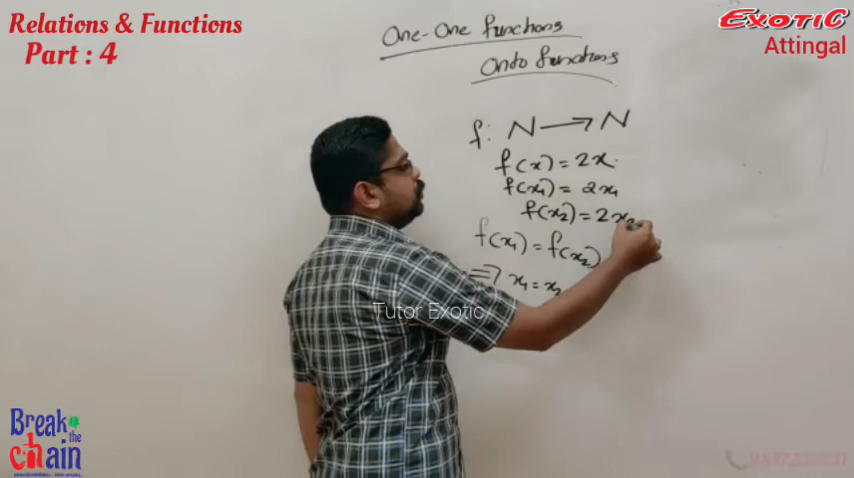 Relations & Functions
Part : 4
EXOTIC
Attingal
One-One functions
Onto functions
f: N → N
f(x) = 2x
f(x₁) = 2x₁
f(x₂) = 2x₂
f(x₁) = f(x₂)
⇒ x₁ = x₂
Tutor Exotic
Break
the
chain